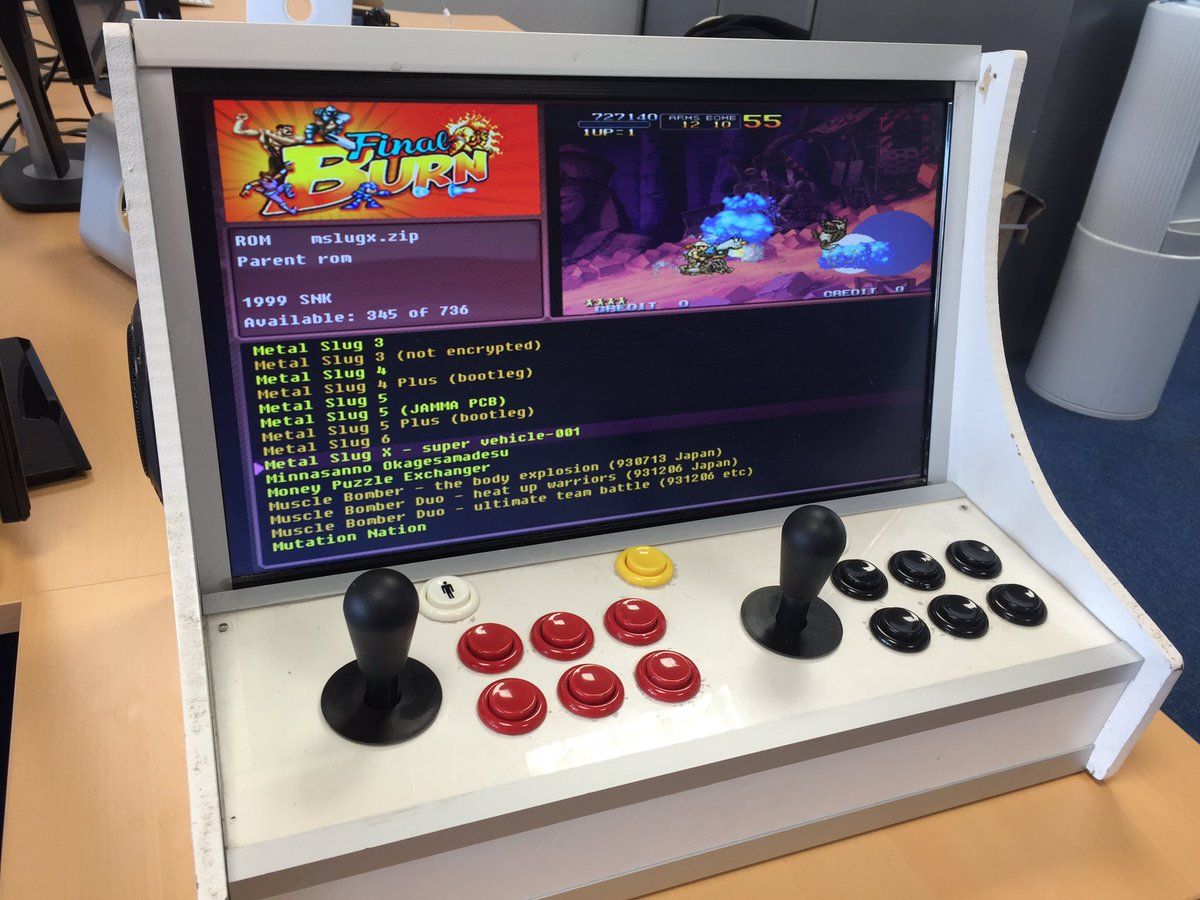 Final
BURN
727140 ARMS BOMB 55
12 10
1UP=1
ROM mslugx.zip
Parent rom
1999 SNK
Available: 345 of 736
CREDIT 0
CREDIT 0
Metal Slug 3
Metal Slug 3 (not encrypted)
Metal Slug 4
Metal Slug 4 Plus (bootleg)
Metal Slug 5
Metal Slug 5 (JAMMA PCB)
Metal Slug 5 Plus (bootleg)
Metal Slug 6
Metal Slug X - super vehicle-001
Minnasanno Okagesamadesu
Money Puzzle Exchanger
Muscle Bomber - the body explosion (930713 Japan)
Muscle Bomber Duo - heat up warriors (931206 Japan)
Muscle Bomber Duo - ultimate team battle (931206 etc)
Mutation Nation